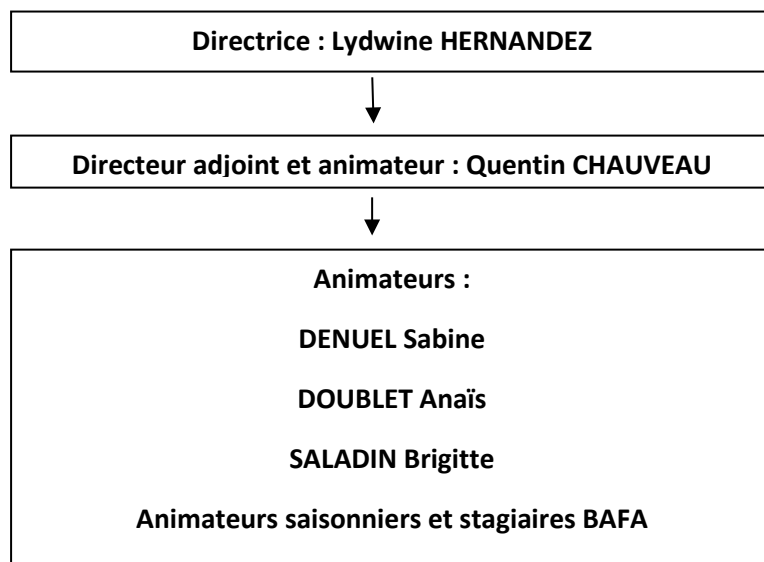 Directrice : Lydwine HERNANDEZ
Directeur adjoint et animateur : Quentin CHAUVEAU
Animateurs :
DENUEL Sabine
DOUBLET Anaïs
SALADIN Brigitte
Animateurs saisonniers et stagiaires BAFA